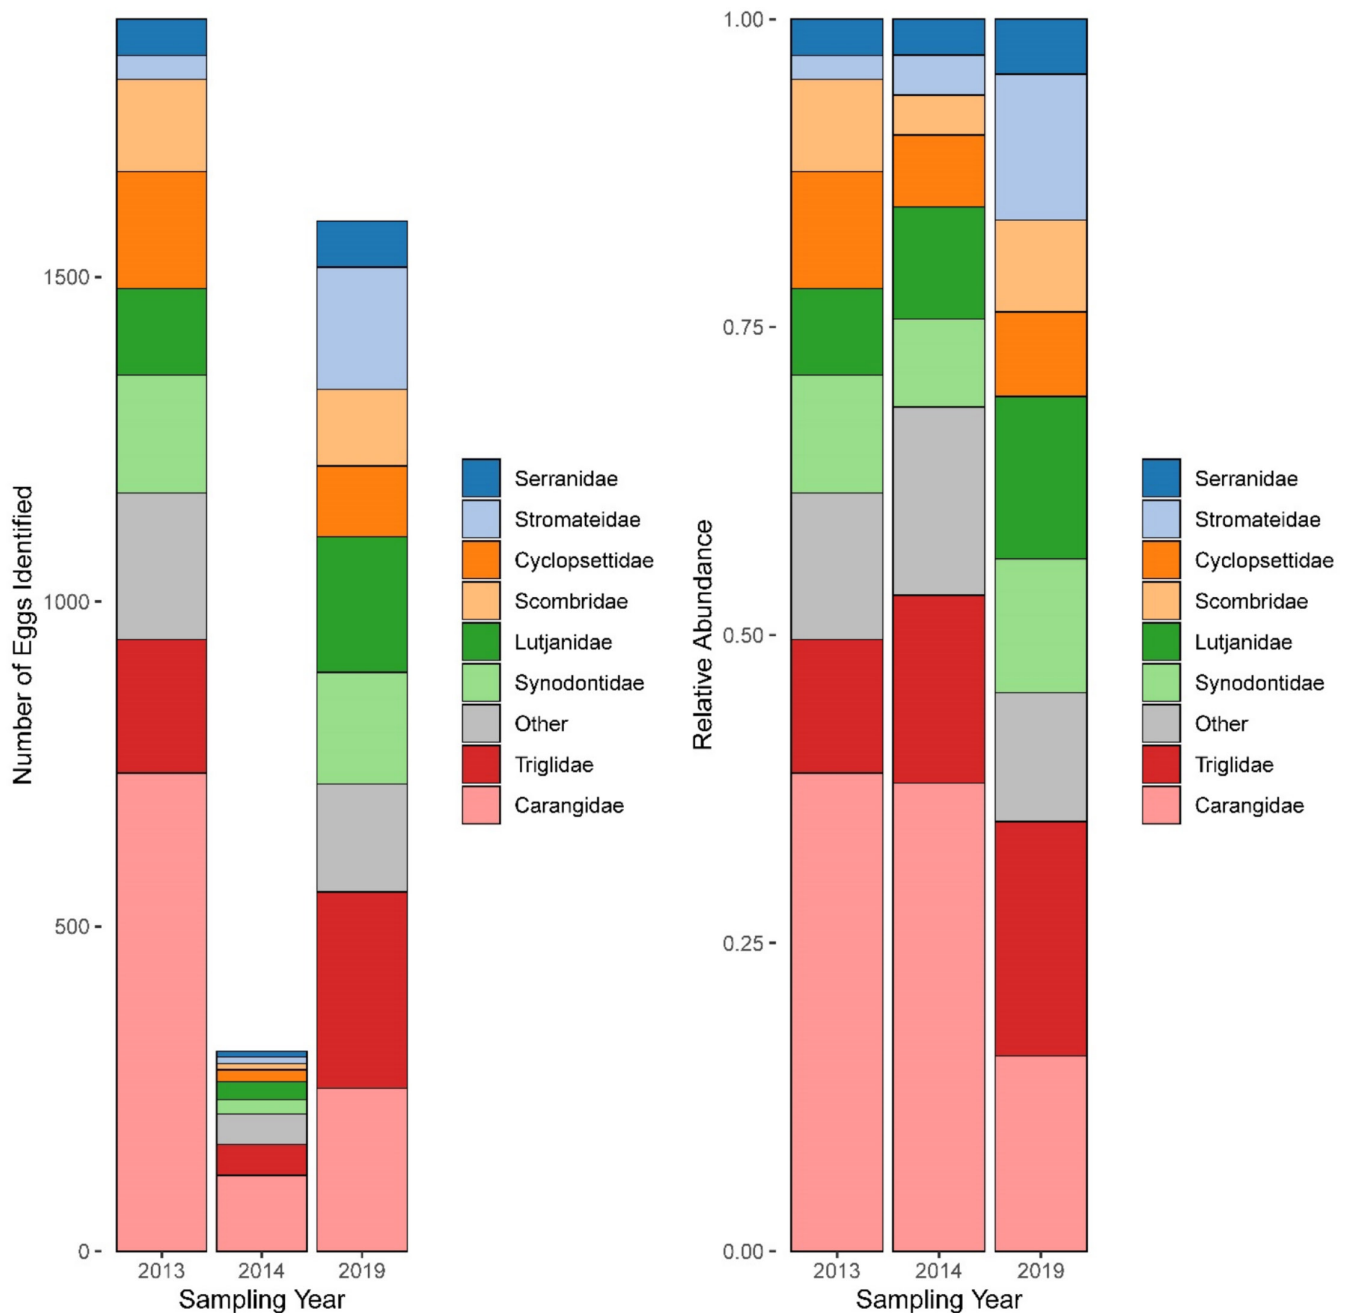 Number of Eggs Identified
1500
1000
500
0
2013
2014
2019
Sampling Year
Serranidae
Stromateidae
Cyclopsettidae
Scombridae
Lutjanidae
Synodontidae
Other
Triglidae
Carangidae
Relative Abundance
1.00
0.75
0.50
0.25
0.00
2013
2014
2019
Sampling Year
Serranidae
Stromateidae
Cyclopsettidae
Scombridae
Lutjanidae
Synodontidae
Other
Triglidae
Carangidae